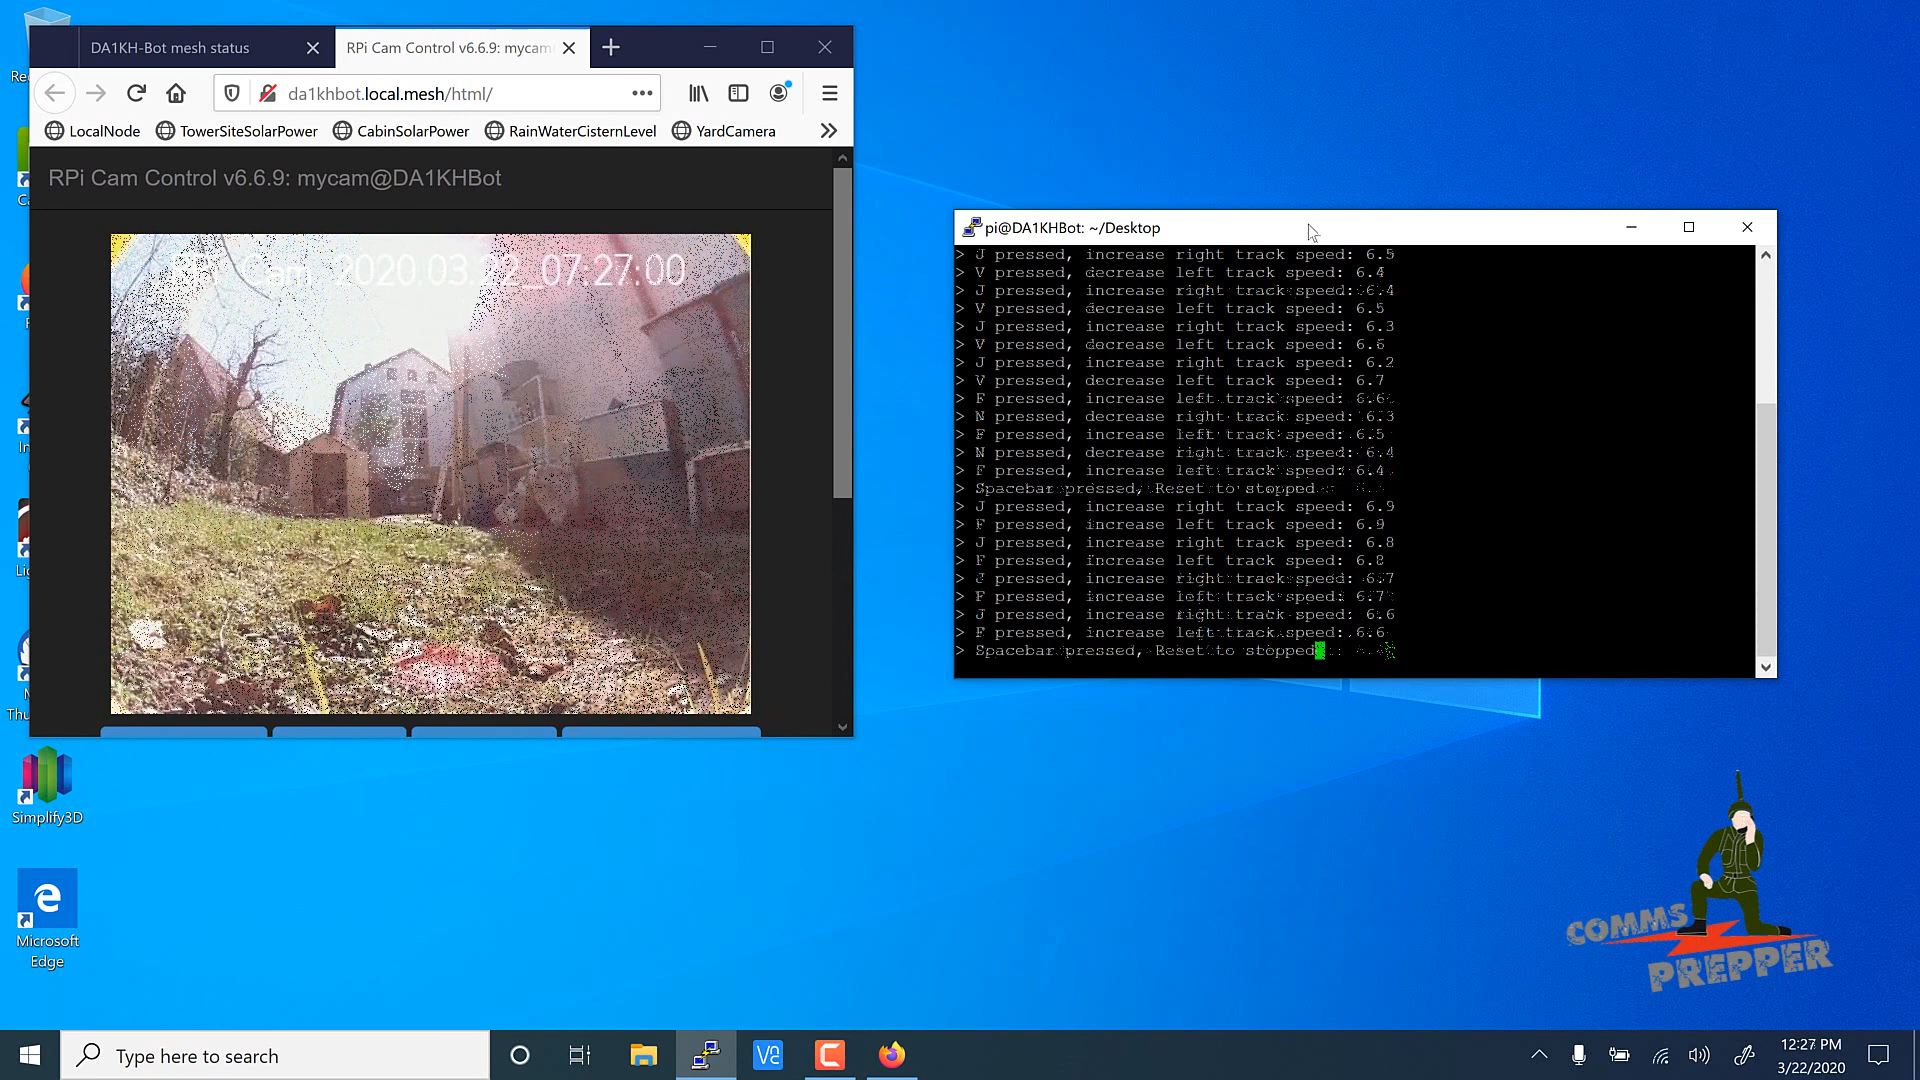 DA1KH-Bot mesh status
RPi Cam Control v6.6.9: mycam
da1khbot.local.mesh/html/
LocalNode
TowerSiteSolarPower
CabinSolarPower
RainWaterCisternLevel
YardCamera
RPi Cam Control v6.6.9: mycam@DA1KHBot
Cam 2020.03.22_07:27:00
pi@DA1KHBot: ~/Desktop
> J pressed, increase right track speed: 6.5
> V pressed, decrease left track speed: 6.4
> J pressed, increase right track speed: 6.4
> V pressed, decrease left track speed: 6.5
> J pressed, increase right track speed: 6.3
> V pressed, decrease left track speed: 6.6
> J pressed, increase right track speed: 6.2
> V pressed, decrease left track speed: 6.7
> F pressed, increase left track speed: 6.6
> N pressed, decrease right track speed: 6.3
> F pressed, increase left track speed: 6.5
> N pressed, decrease right track speed: 6.4
> F pressed, increase left track speed: 6.4
> Spacebar pressed, Reset to stopped
> J pressed, increase right track speed: 6.9
> F pressed, increase left track speed: 6.9
> J pressed, increase right track speed: 6.8
> F pressed, increase left track speed: 6.8
> J pressed, increase right track speed: 6.7
> F pressed, increase left track speed: 6.7
> J pressed, increase right track speed: 6.6
> F pressed, increase left track speed: 6.6
> Spacebar pressed, Reset to stopped
Simplify3D
Microsoft
Edge
COMMS
PREPPER
Type here to search
12:27 PM
3/22/2020